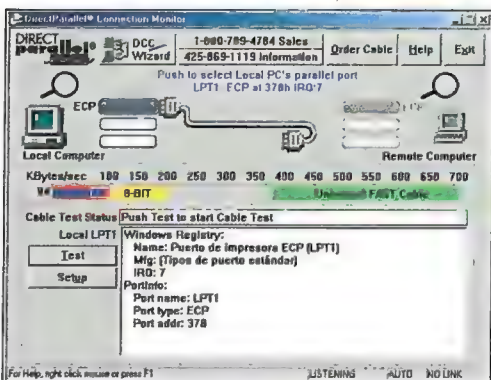 DirectParallel® Connection Monitor
DIRECT parallel®
DCC Wizard
1-800-789-4784 Sales
425-869-1119 Information
Order Cable
Help
Exit
Push to select Local PC's parallel port
LPT1 ECP at 378h IRQ:7
ECP
Local Computer
Remote Computer
KBytes/sec 100 150 200 250 300 350 400 450 500 550 600 650 700
8-BIT
Universal FAST Cable
Cable Test Status
Push Test to start Cable Test
Local LPT1
Test
Setup
Windows Registry:
Name: Puerto de impresora ECP (LPT1)
Mfg: (Tipos de puerto estándar)
IRQ: 7
PortInfo:
Port name: LPT1
Port type: ECP
Port addr: 378
For Help, right click mouse or press F1
LISTENING
AUTO
NO LINK